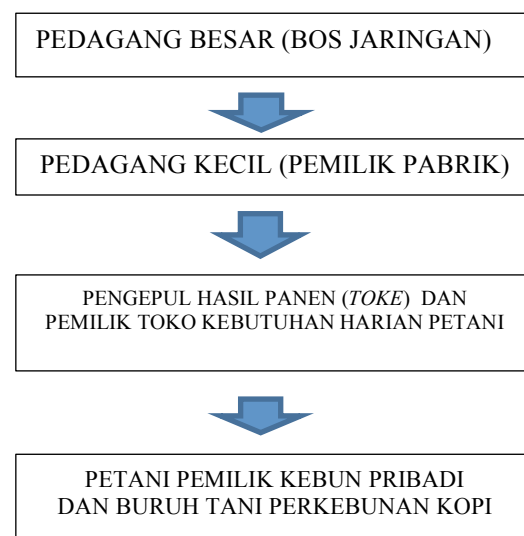 PEDAGANG BESAR (BOS JARINGAN)
PEDAGANG KECIL (PEMILIK PABRIK)
PENGEPUL HASIL PANEN (TOKE) DAN
PEMILIK TOKO KEBUTUHAN HARIAN PETANI
PETANI PEMILIK KEBUN PRIBADI
DAN BURUH TANI PERKEBUNAN KOPI